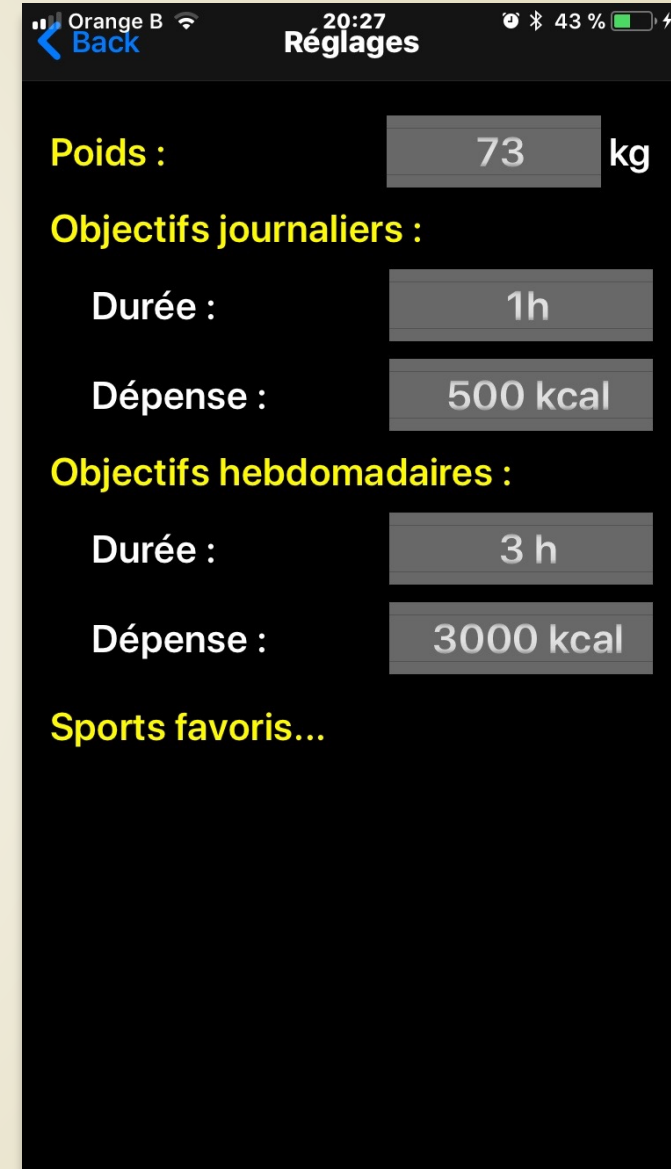 Orange B 20:27 43 %
Back Réglages
Poids : 73 kg
Objectifs journaliers :
Durée : 1h
Dépense : 500 kcal
Objectifs hebdomadaires :
Durée : 3 h
Dépense : 3000 kcal
Sports favoris...